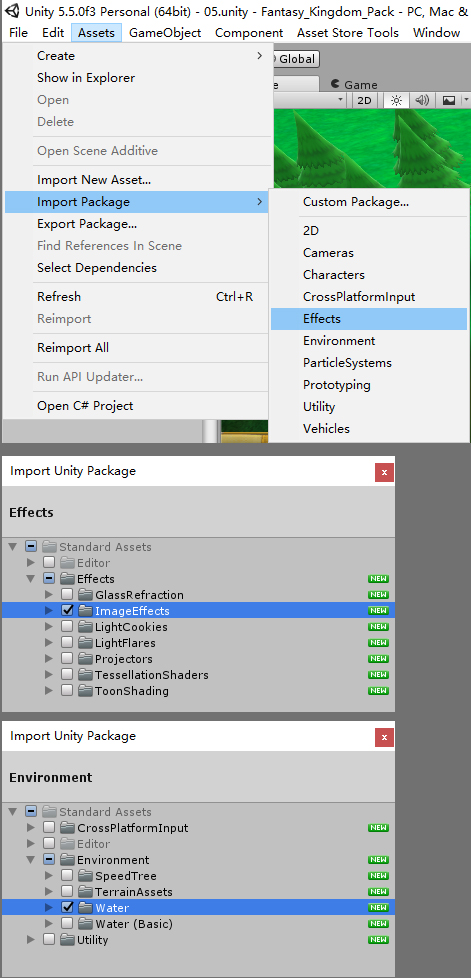 Unity 5.5.0f3 Personal (64bit) - 05.unity - Fantasy_Kingdom_Pack - PC, Mac &
File Edit Assets GameObject Component Asset Store Tools Window
Create
Global
Show in Explorer
Game
Open
2D
Delete
Open Scene Additive
Import New Asset...
Import Package
Custom Package...
Export Package...
2D
Find References In Scene
Cameras
Select Dependencies
Characters
Refresh Ctrl+R
CrossPlatformInput
Reimport
Effects
Reimport All
Environment
ParticleSystems
Run API Updater...
Prototyping
Open C# Project
Utility
Vehicles
Import Unity Package
x
Effects
Standard Assets
Editor
Effects NEW
GlassRefraction NEW
ImageEffects NEW
LightCookies NEW
LightFlares NEW
Projectors NEW
TessellationShaders NEW
ToonShading NEW
Import Unity Package
x
Environment
Standard Assets
CrossPlatformInput NEW
Editor
Environment NEW
SpeedTree NEW
TerrainAssets NEW
Water NEW
Water (Basic) NEW
Utility NEW